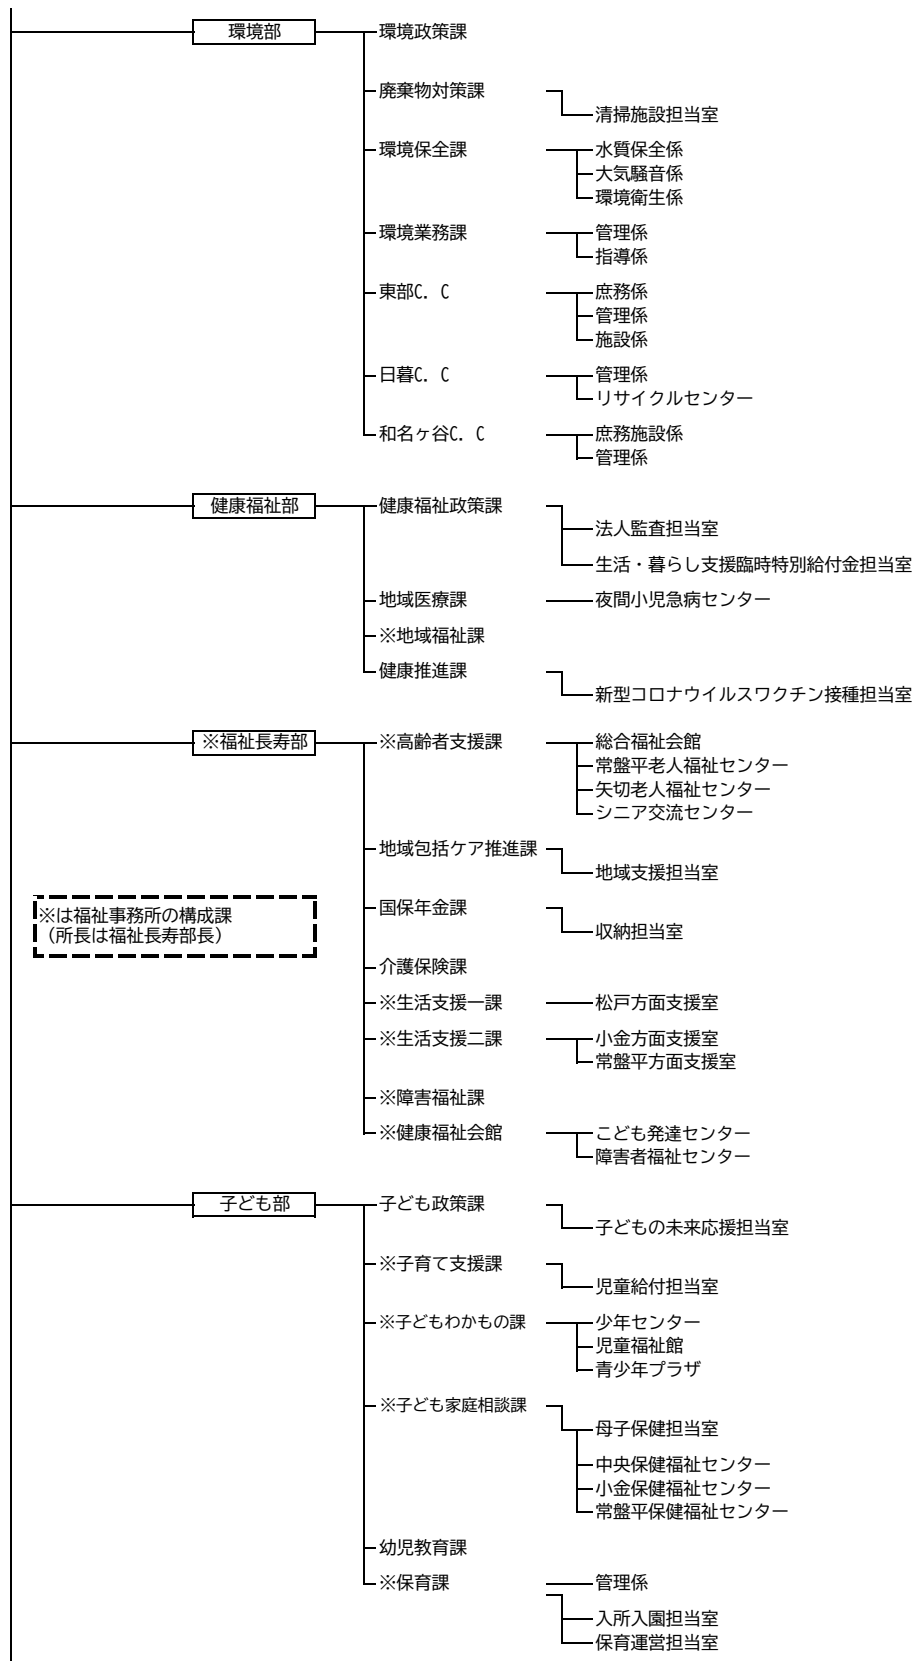 環境部
環境政策課
廃棄物対策課
清掃施設担当室
環境保全課
水質保全係
大気騒音係
環境衛生係
環境業務課
管理係
指導係
東部C．C
庶務係
管理係
施設係
日暮C．C
管理係
リサイクルセンター
和名ヶ谷C．C
庶務施設係
管理係
健康福祉部
健康福祉政策課
法人監査担当室
生活・暮らし支援臨時特別給付金担当室
地域医療課
夜間小児急病センター
※地域福祉課
健康推進課
新型コロナウイルスワクチン接種担当室
※福祉長寿部
※高齢者支援課
総合福祉会館
常盤平老人福祉センター
矢切老人福祉センター
シニア交流センター
地域包括ケア推進課
地域支援担当室
※は福祉事務所の構成課
（所長は福祉長寿部長）
国保年金課
収納担当室
介護保険課
※生活支援一課
松戸方面支援室
※生活支援二課
小金方面支援室
常盤平方面支援室
※障害福祉課
※健康福祉会館
こども発達センター
障害者福祉センター
子ども部
子ども政策課
子どもの未来応援担当室
※子育て支援課
児童給付担当室
※子どもわかもの課
少年センター
児童福祉館
青少年プラザ
※子ども家庭相談課
母子保健担当室
中央保健福祉センター
小金保健福祉センター
常盤平保健福祉センター
幼児教育課
※保育課
管理係
入所入園担当室
保育運営担当室